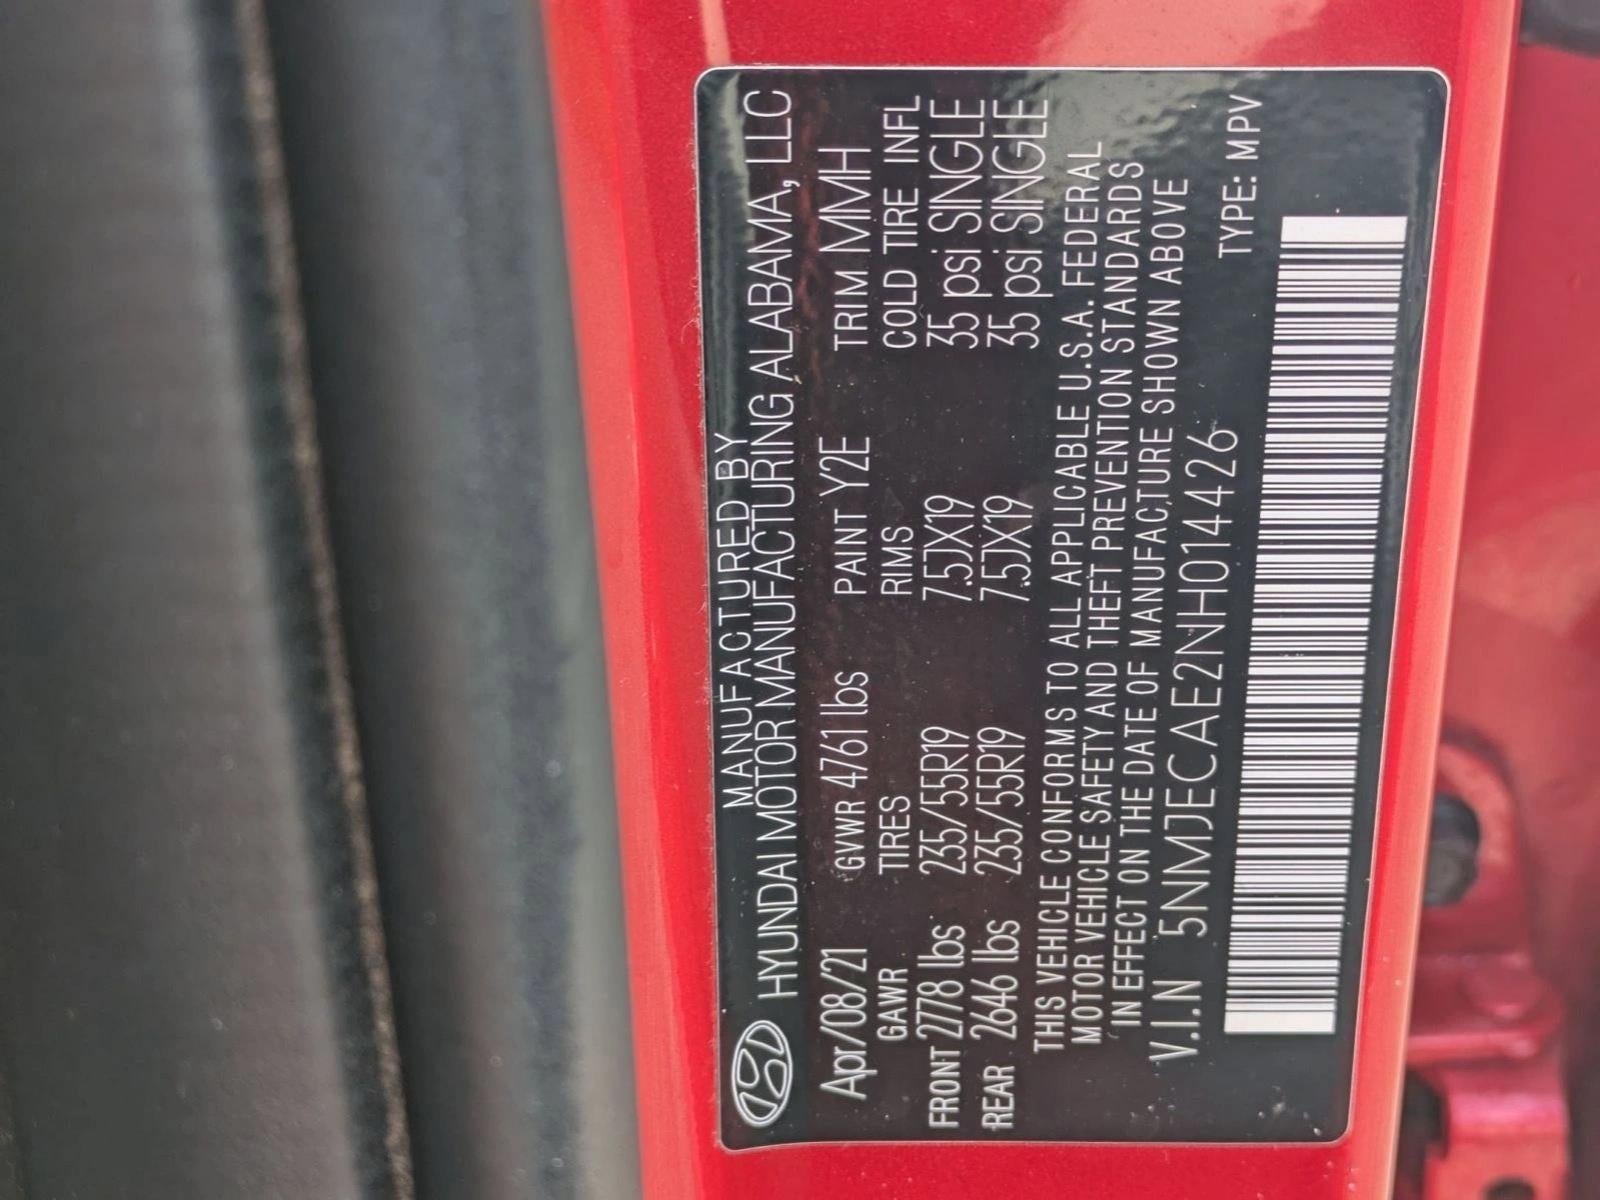 MANUFACTURED BY
HYUNDAI MOTOR MANUFACTURING ALABAMA, LLC
Apr/08/21 GVWR 4761 lbs PAINT Y2E TRIM MMH
GAWR TIRES RIMS COLD TIRE INFL
FRONT 2778 lbs 235/55R19 7.5JX19 35 psi SINGLE
REAR 2646 lbs 235/55R19 7.5JX19 35 psi SINGLE
THIS VEHICLE CONFORMS TO ALL APPLICABLE U.S.A. FEDERAL
MOTOR VEHICLE SAFETY AND THEFT PREVENTION STANDARDS
IN EFFECT ON THE DATE OF MANUFACTURE SHOWN ABOVE
V.I.N 5NMJECAE2NH014426 TYPE: MPV